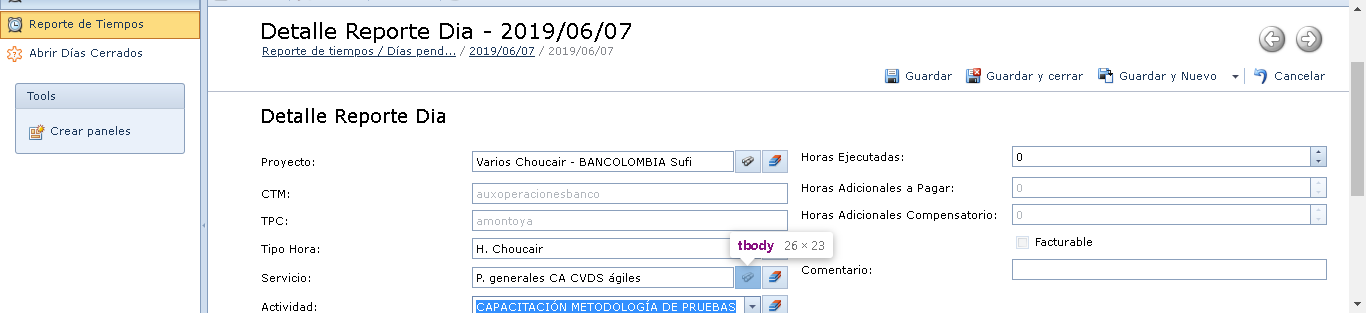 Reporte de Tiempos
Abrir Días Cerrados
Tools
Crear paneles
Detalle Reporte Dia - 2019/06/07
Reporte de tiempos / Días pend... / 2019/06/07 / 2019/06/07
Guardar Guardar y cerrar Guardar y Nuevo Cancelar
Detalle Reporte Dia
Proyecto: Varios Choucair - BANCOLOMBIA Sufi
CTM: auxoperacionesbanco
TPC: amontoya
Tipo Hora: H. Choucair
tbody 26 × 23
Servicio: P. generales CA CVDS ágiles
Actividad: CAPACITACIÓN METODOLOGÍA DE PRUEBAS
Horas Ejecutadas: 0
Horas Adicionales a Pagar: 0
Horas Adicionales Compensatorio: 0
Facturable
Comentario: